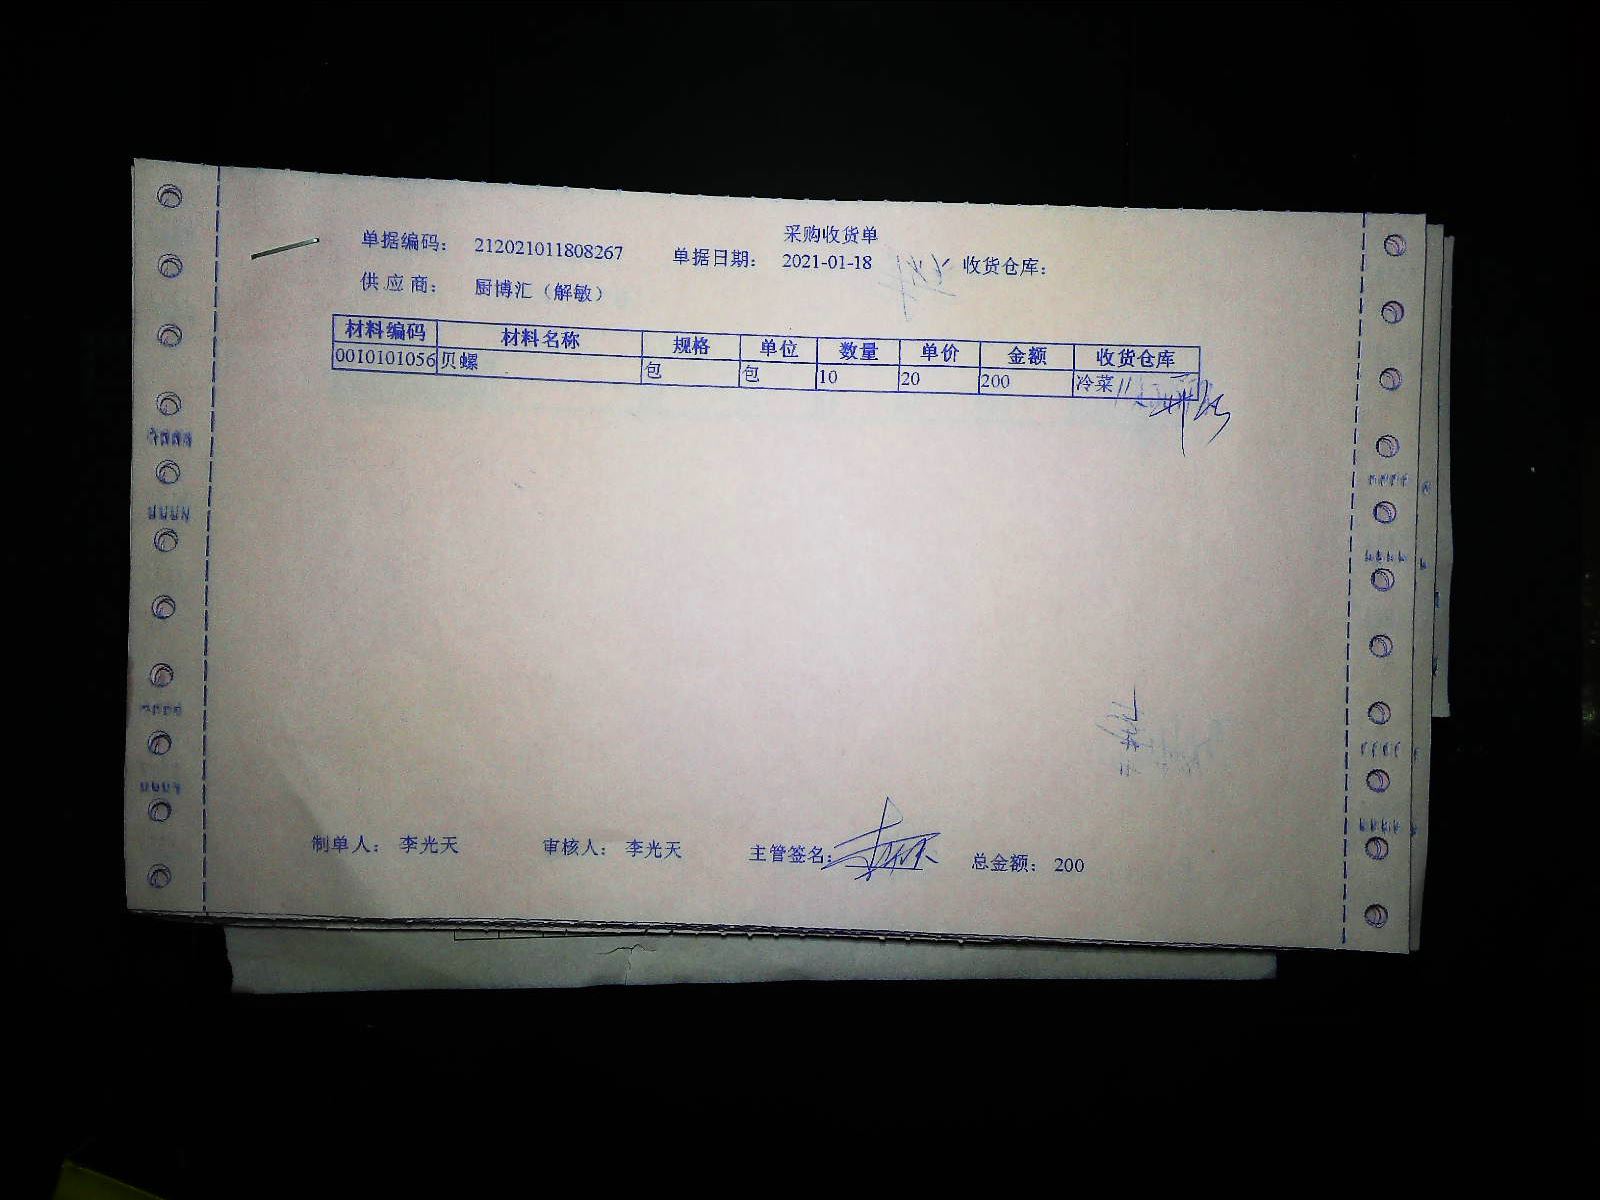 采购收货单
单据编码： 212021011808267 单据日期： 2021-01-18 收货仓库：
供应商： 厨博汇（解敏）
材料编码 材料名称 规格 单位 数量 单价 金额 收货仓库
0010101056 贝螺 包 包 10 20 200 冷菜
制单人： 李光天 审核人： 李光天 主管签名： 总金额： 200